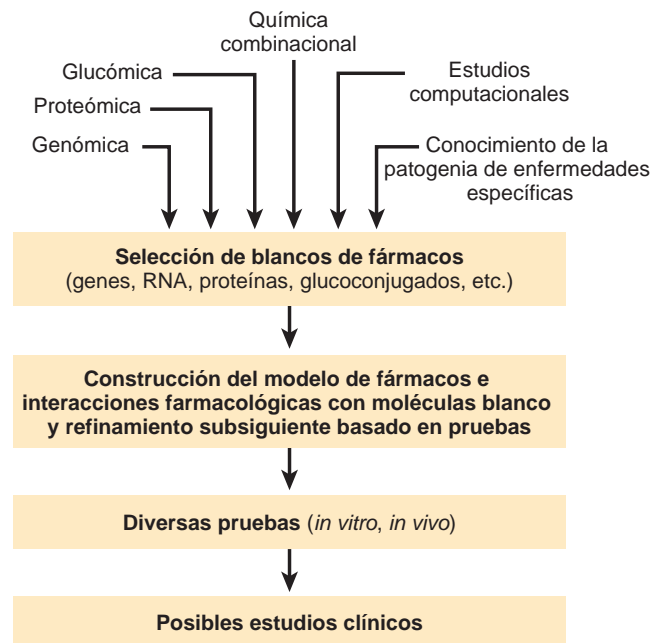 Química
combinacional
Glucómica
Proteómica
Genómica
Estudios
computacionales
Conocimiento de la
patogenia de enfermedades
específicas
Selección de blancos de fármacos
(genes, RNA, proteínas, glucoconjugados, etc.)
Construcción del modelo de fármacos e
interacciones farmacológicas con moléculas blanco
y refinamiento subsiguiente basado en pruebas
Diversas pruebas (in vitro, in vivo)
Posibles estudios clínicos